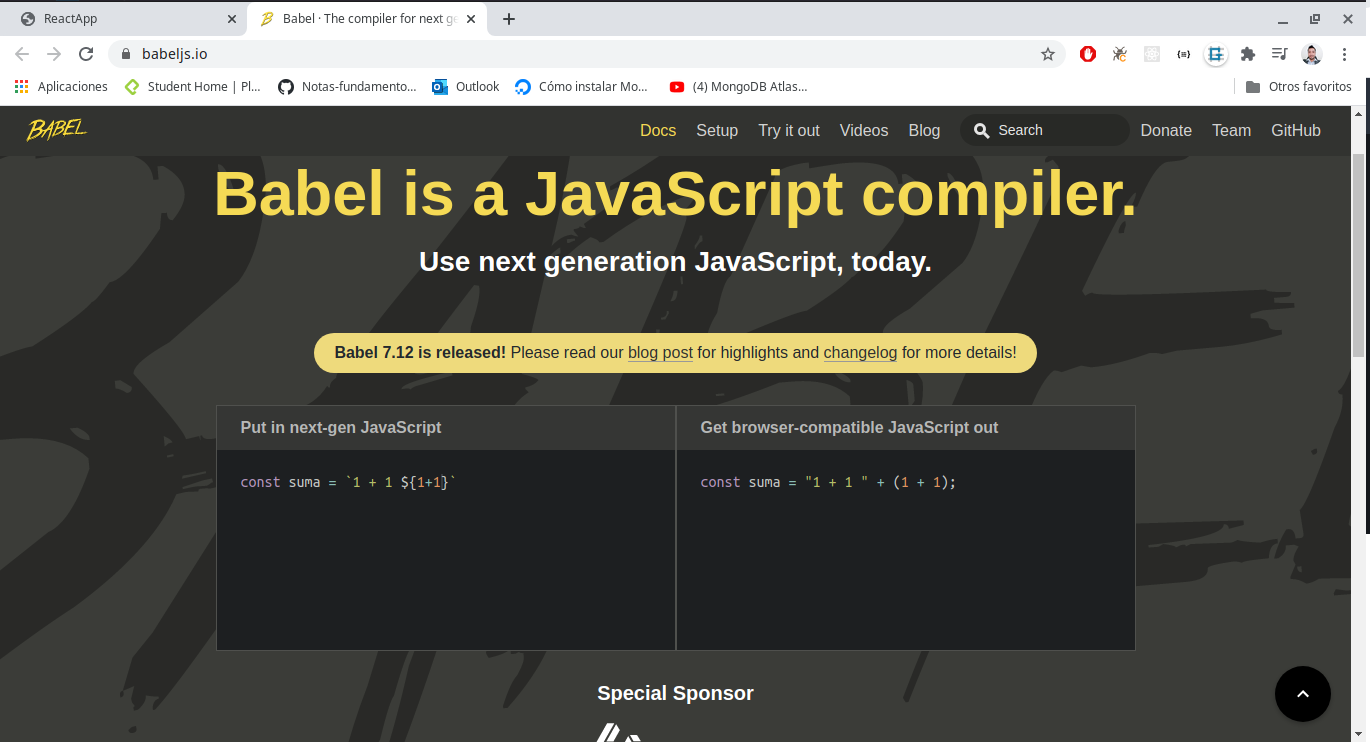 ReactApp
Babel · The compiler for next ge
babeljs.io
Aplicaciones Student Home | Pl... Notas-fundamento... Outlook Cómo instalar Mo... (4) MongoDB Atlas... Otros favoritos
BABEL Docs Setup Try it out Videos Blog Search Donate Team GitHub
Babel is a JavaScript compiler.
Use next generation JavaScript, today.
Babel 7.12 is released! Please read our blog post for highlights and changelog for more details!
Put in next-gen JavaScript
const suma = `1 + 1 ${1+1}`
Get browser-compatible JavaScript out
const suma = "1 + 1 " + (1 + 1);
Special Sponsor